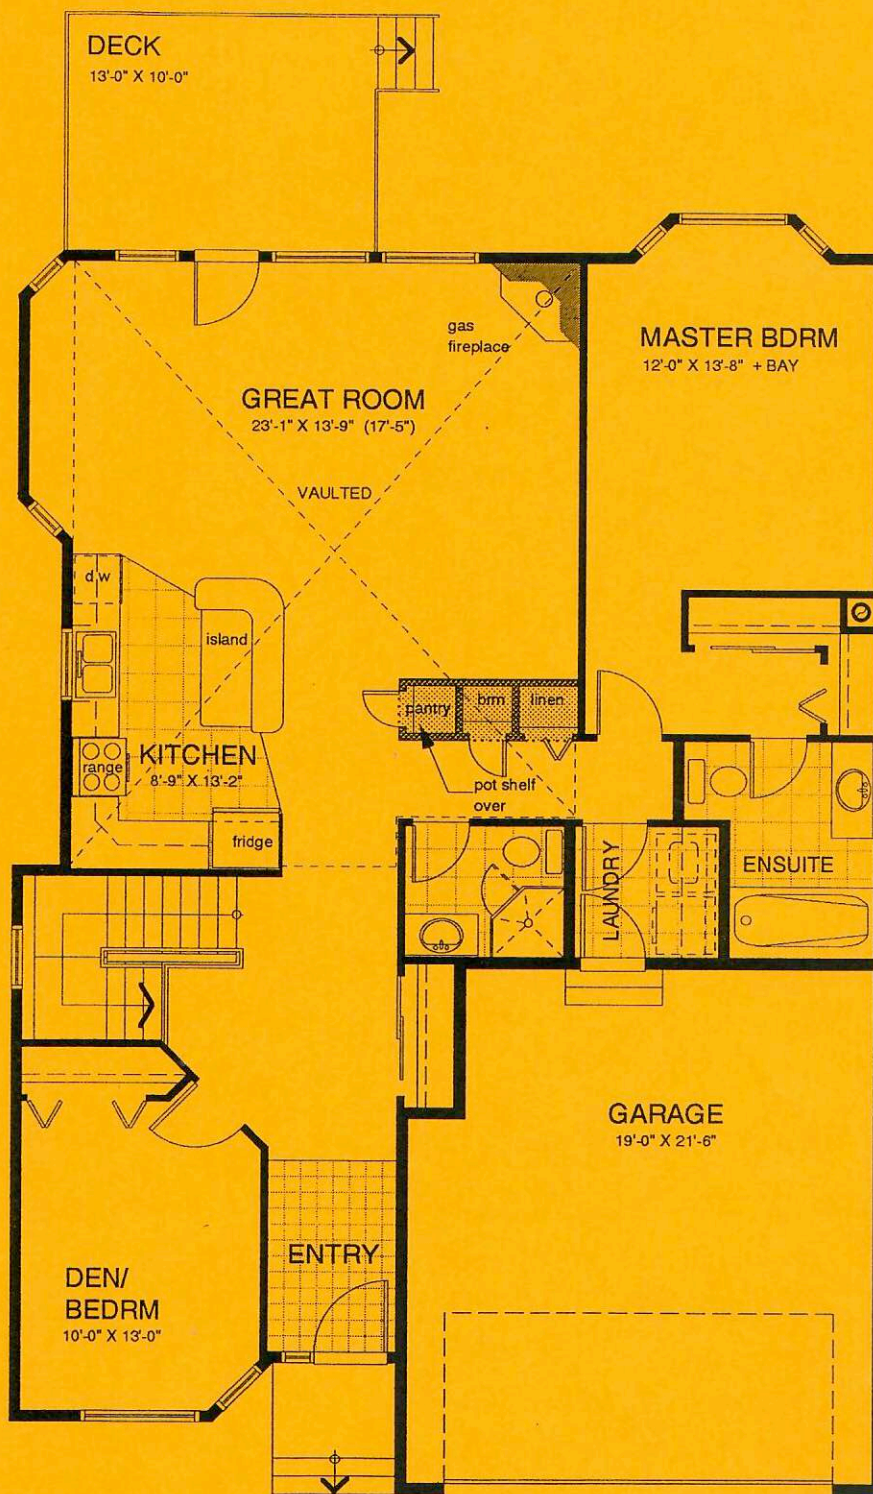 DECK
13'-0" X 10'-0"
gas
fireplace
MASTER BDRM
12'-0" X 13'-8" + BAY
GREAT ROOM
23'-1" X 13'-9" (17'-5")
VAULTED
d w
island
pantry
brm
linen
KITCHEN
8'-9" X 13'-2"
range
pot shelf
over
fridge
LAUNDRY
ENSUITE
GARAGE
19'-0" X 21'-6"
ENTRY
DEN/
BEDRM
10'-0" X 13'-0"